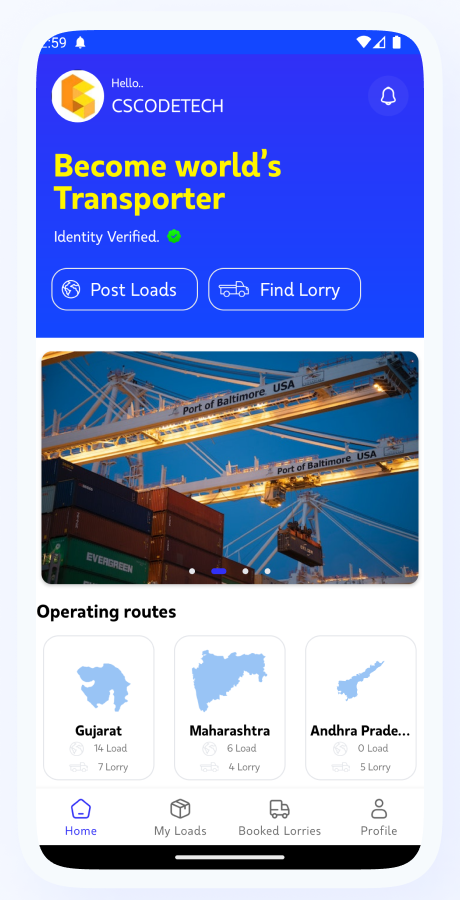 :59
Hello..
CSCODETECH
Become world's
Transporter
Identity Verified.
Post Loads
Find Lorry
Port of Baltimore USA
Port of Baltimore USA
EVERGREEN
Operating routes
Gujarat
14 Load
7 Lorry
Maharashtra
6 Load
4 Lorry
Andhra Prade...
0 Load
5 Lorry
Home
My Loads
Booked Lorries
Profile